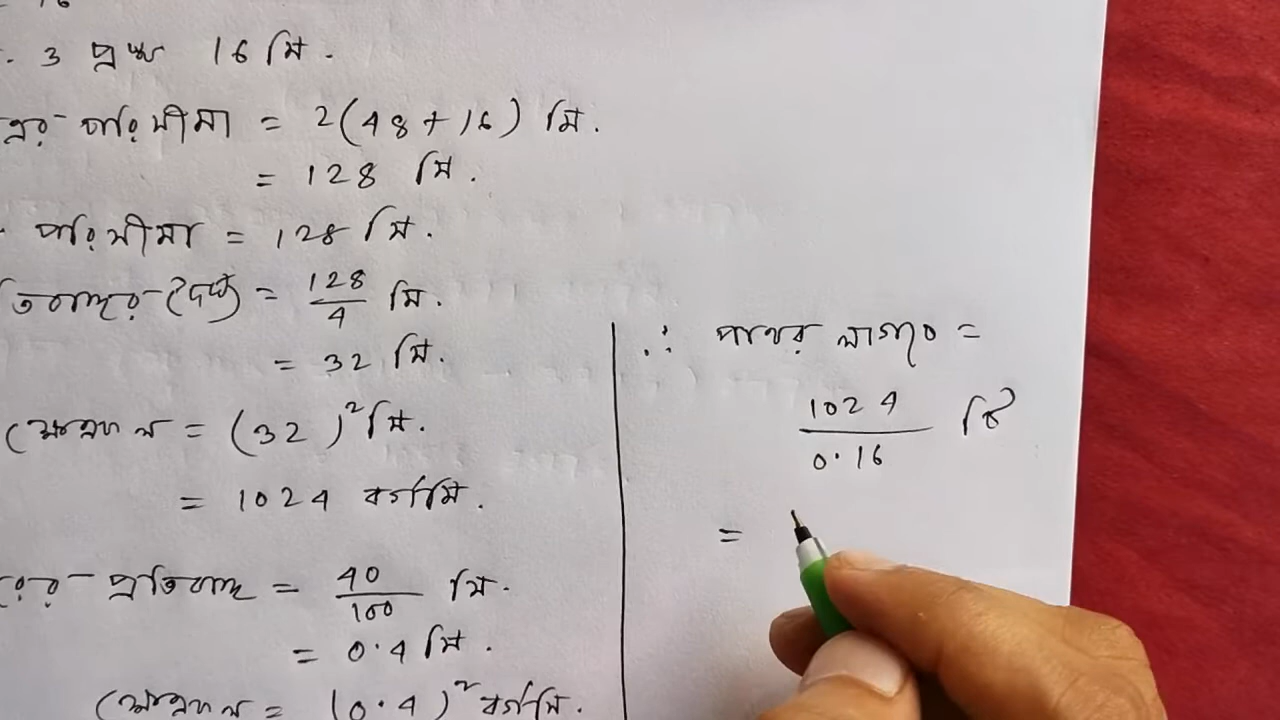 16
. 3 প্রস্থ 16 মি.
ত্রের পরিসীমা = 2(48+16) মি.
= 128 মি.
পরিসীমা = 128 মি.
তিবাহুর দৈর্ঘ্য = 128/4 মি.
= 32 মি.
ক্ষেত্রফল = (32)² মি.
= 1024 বর্গমি.
রের প্রতিবাহু = 40/100 মি.
= 0.4 মি.
ক্ষেত্রফল = (0.4)² বর্গমি.
∴ পাথর লাগবে =
1024/0.16 টি
=